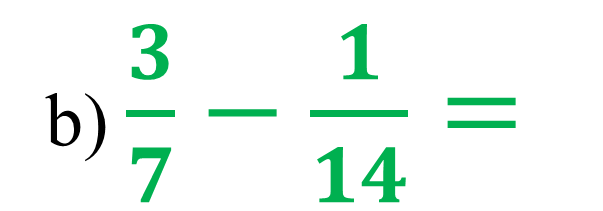 b) 3/7 − 1/14 =